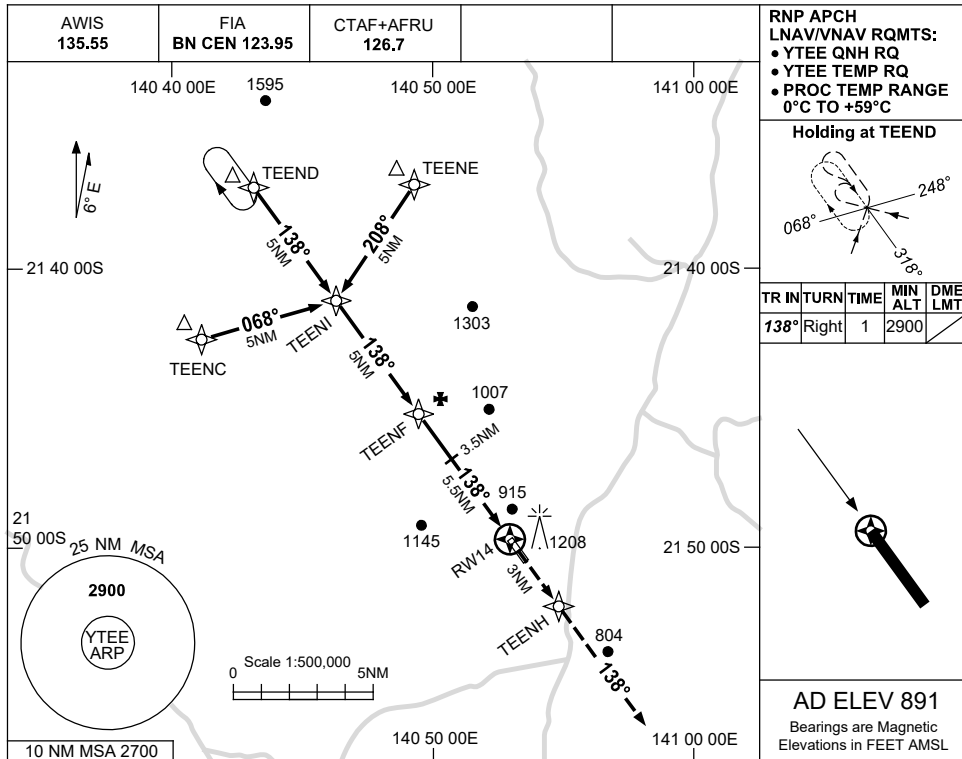 AWIS
135.55
FIA
BN CEN 123.95
CTAF+AFRU
126.7
RNP APCH
LNAV/VNAV RQMTS:
• YTEE QNH RQ
• YTEE TEMP RQ
• PROC TEMP RANGE
0°C TO +59°C
140 40 00E
1595
140 50 00E
141 00 00E
Holding at TEEND
248°
068°
318°
TR IN
TURN
TIME
MIN
ALT
DME
LMT
138°
Right
1
2900
6° E
TEEND
TEENE
138°
5NM
208°
5NM
21 40 00S
21 40 00S
068°
5NM
TEENI
1303
TEENC
138°
5NM
1007
TEENF
3.5NM
138°
5.5NM
915
1145
1208
RW14
3NM
21
50 00S
21 50 00S
25 NM MSA
2900
YTEE
ARP
TEENH
804
138°
Scale 1:500,000
0
5NM
10 NM MSA 2700
140 50 00E
141 00 00E
AD ELEV 891
Bearings are Magnetic
Elevations in FEET AMSL